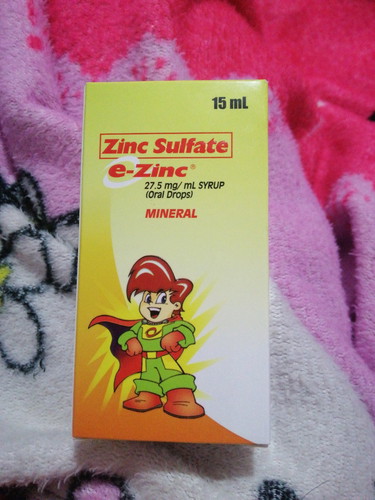 15 mL
Zinc Sulfate
e-Zinc®
27.5 mg/ mL SYRUP
(Oral Drops)
MINERAL
e